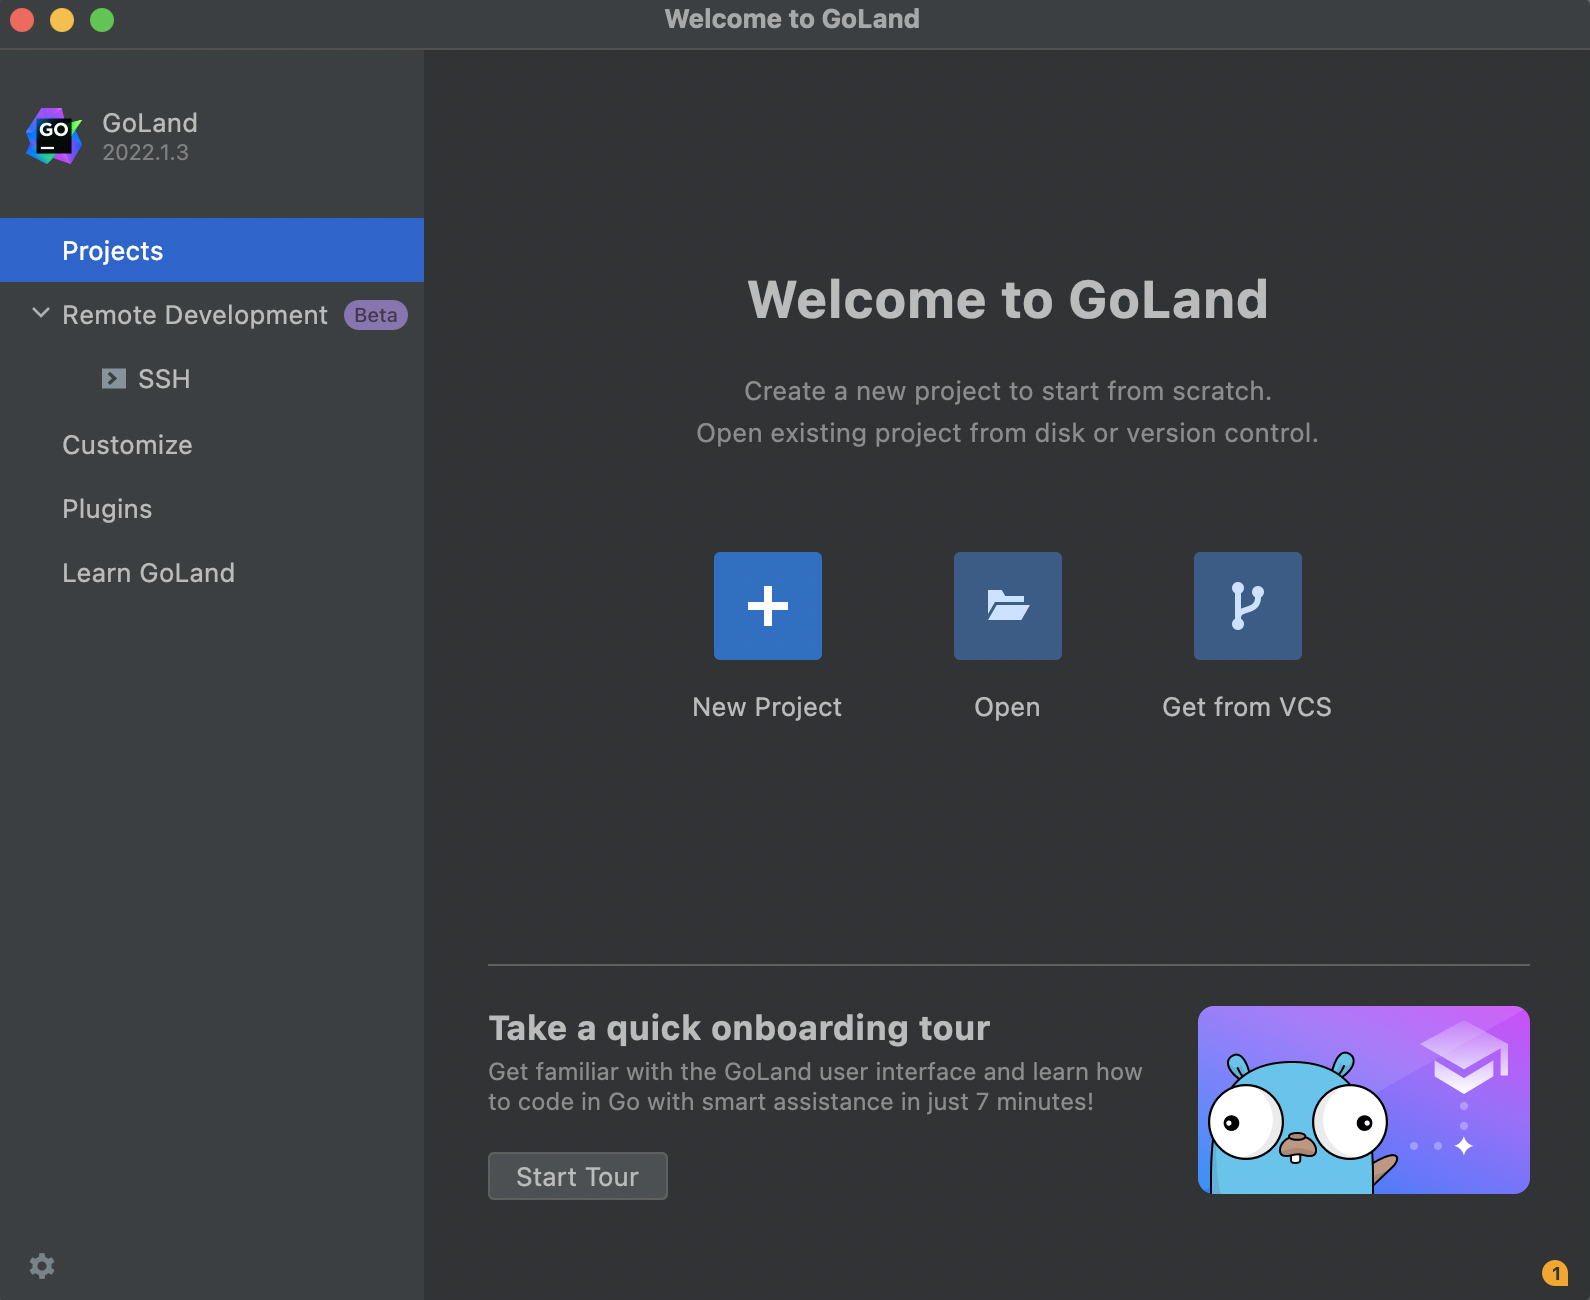 Welcome to GoLand
GO
GoLand
2022.1.3
Projects
Remote Development Beta
SSH
Customize
Plugins
Learn GoLand
Welcome to GoLand
Create a new project to start from scratch.
Open existing project from disk or version control.
New Project
Open
Get from VCS
Take a quick onboarding tour
Get familiar with the GoLand user interface and learn how
to code in Go with smart assistance in just 7 minutes!
Start Tour
1